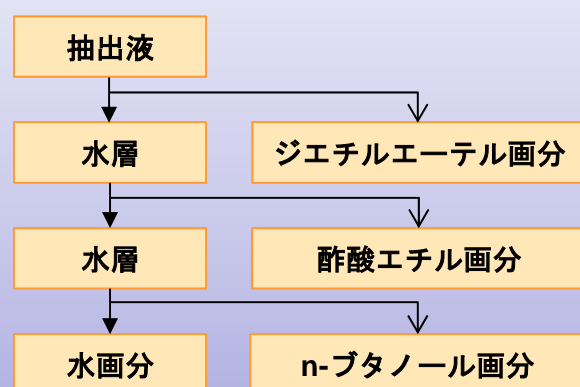 抽出液
水層
ジエチルエーテル画分
水層
酢酸エチル画分
水画分
n-ブタノール画分